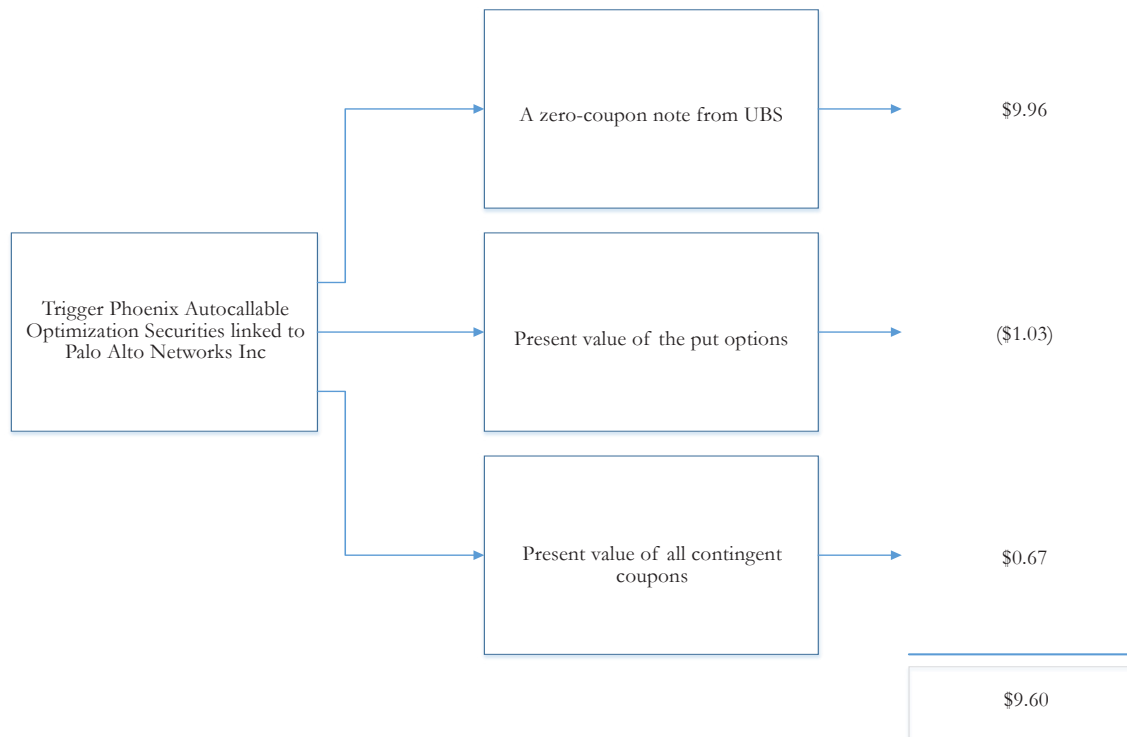 A zero-coupon note from UBS
$9.96
Trigger Phoenix Autocallable
Optimization Securities linked to
Palo Alto Networks Inc
Present value of the put options
($1.03)
Present value of all contingent
coupons
$0.67
$9.60